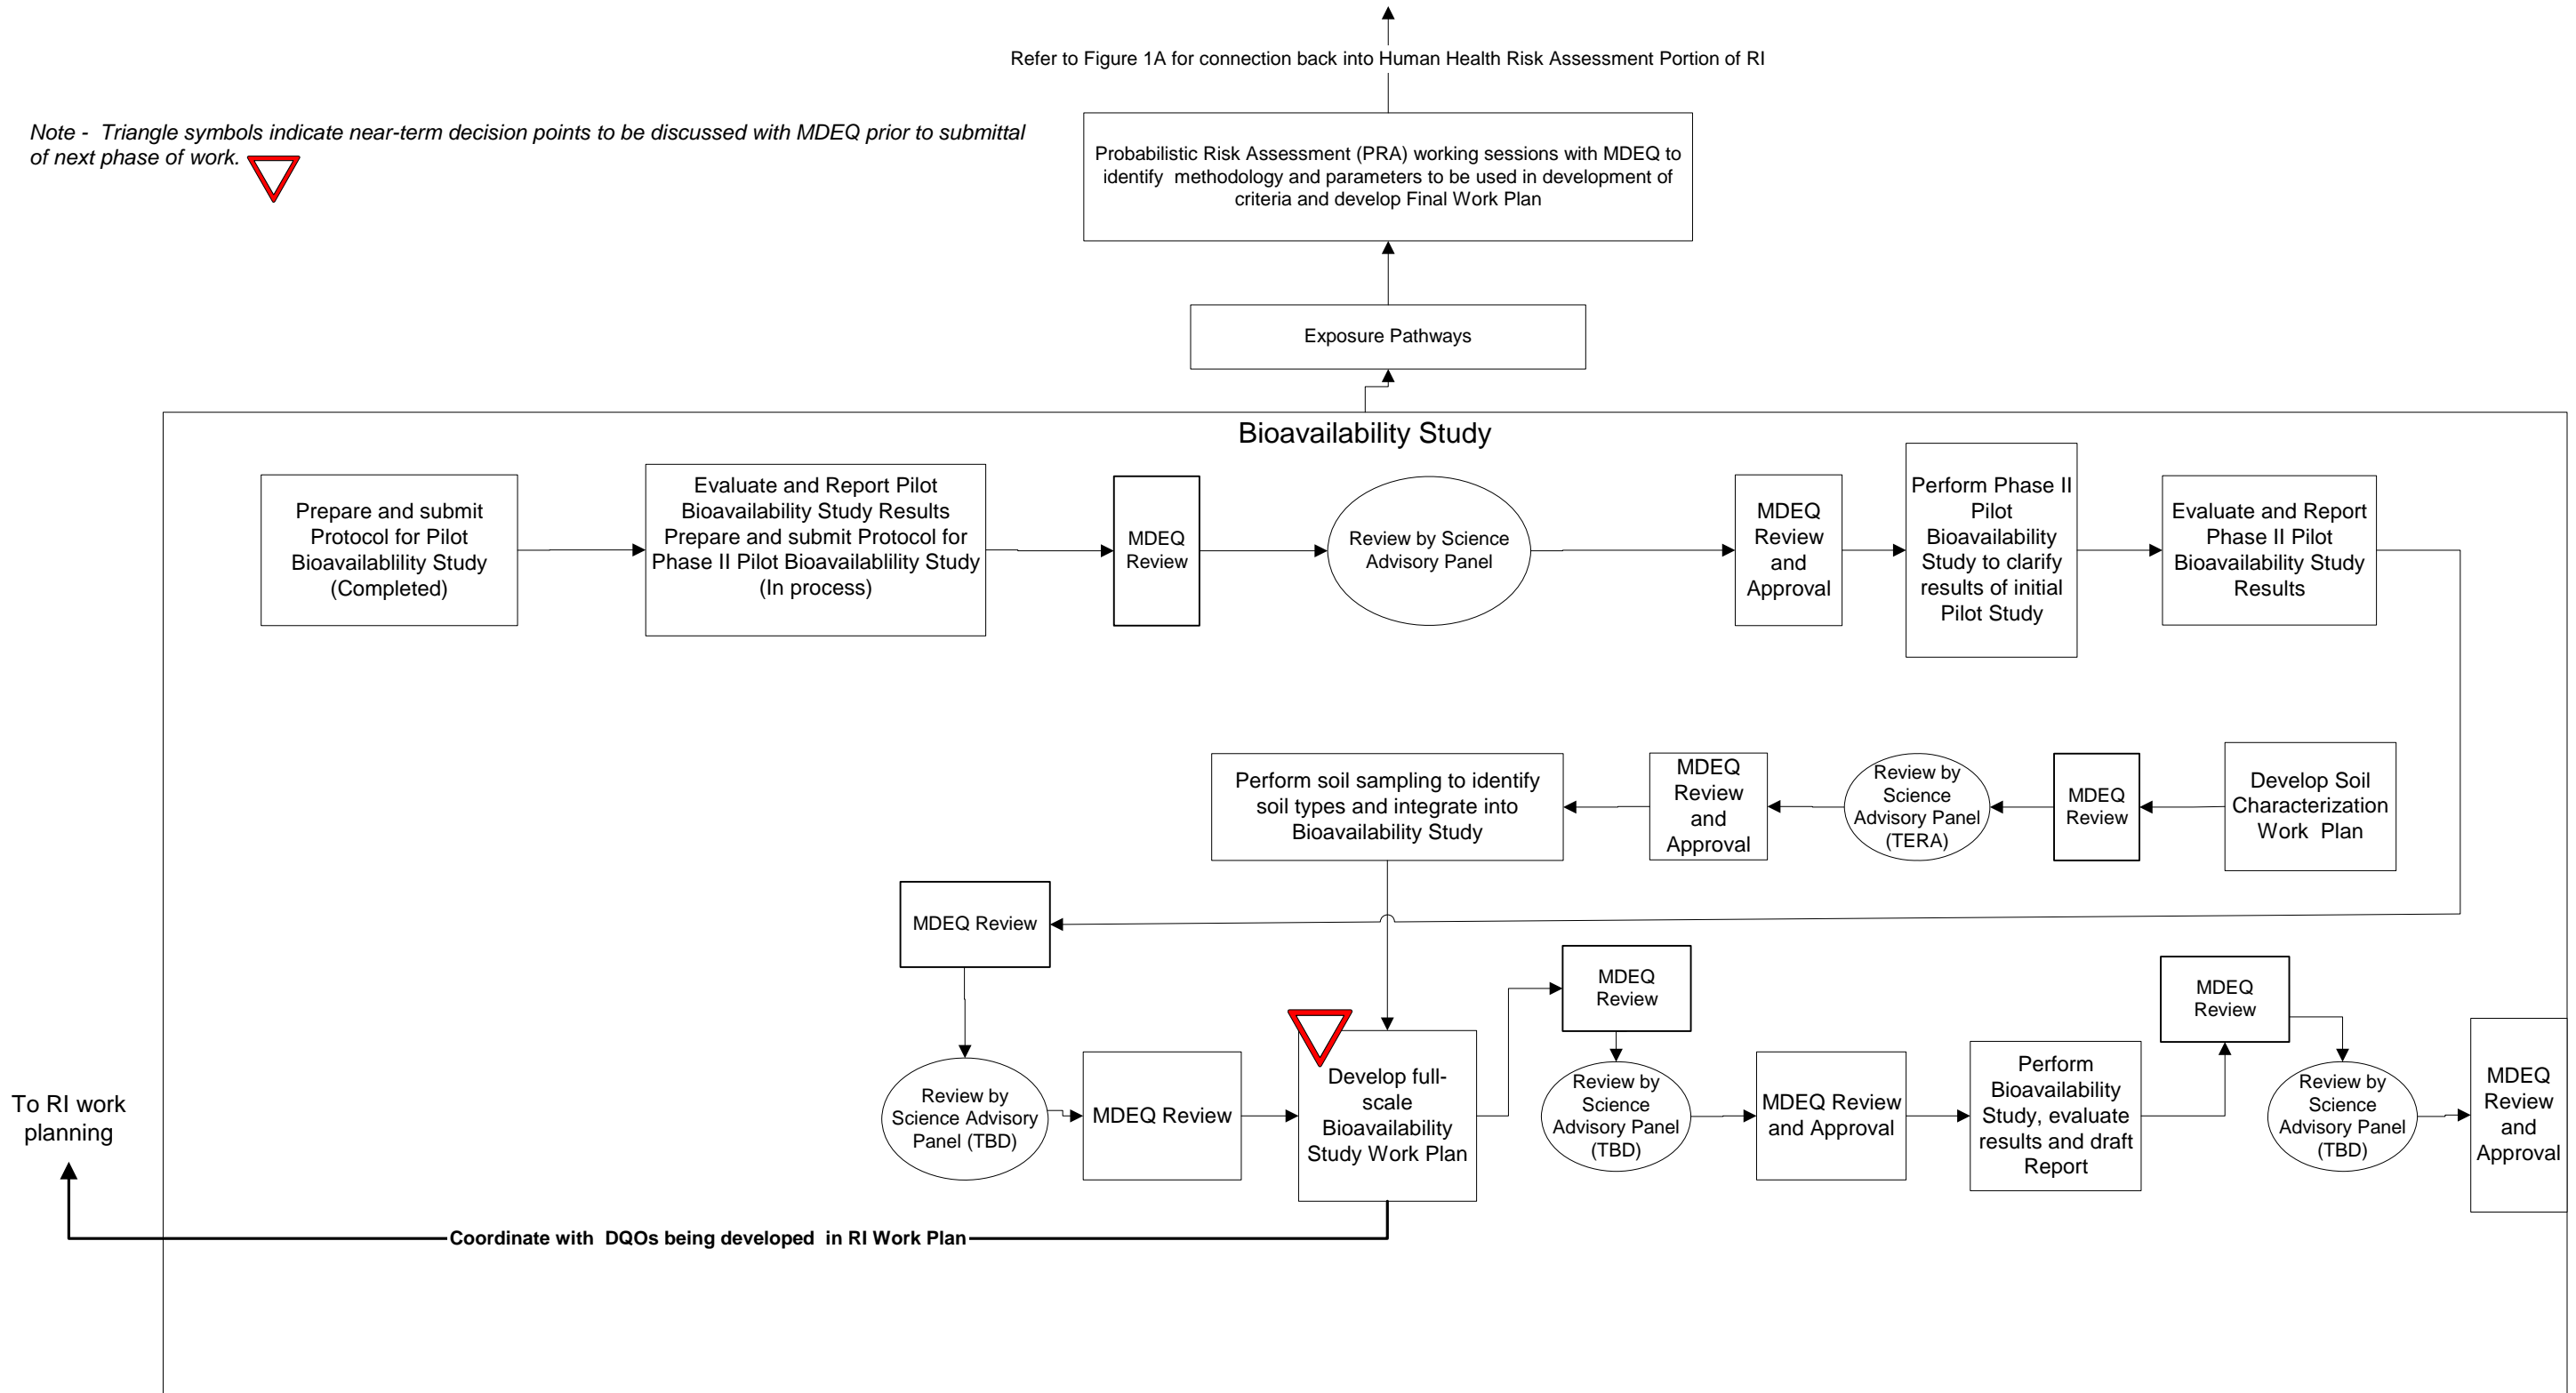 Refer to Figure 1A for connection back into Human Health Risk Assessment Portion of RI
Note - Triangle symbols indicate near-term decision points to be discussed with MDEQ prior to submittal
of next phase of work.
Probabilistic Risk Assessment (PRA) working sessions with MDEQ to
identify methodology and parameters to be used in development of
criteria and develop Final Work Plan
Exposure Pathways
Bioavailability Study
Prepare and submit
Protocol for Pilot
Bioavailablility Study
(Completed)
Evaluate and Report Pilot
Bioavailability Study Results
Prepare and submit Protocol for
Phase II Pilot Bioavailablility Study
(In process)
MDEQ
Review
Review by Science
Advisory Panel
MDEQ
Review
and
Approval
Perform Phase II
Pilot
Bioavailability
Study to clarify
results of initial
Pilot Study
Evaluate and Report
Phase II Pilot
Bioavailability Study
Results
Perform soil sampling to identify
soil types and integrate into
Bioavailability Study
MDEQ
Review
and
Approval
Review by
Science
Advisory Panel
(TERA)
MDEQ
Review
Develop Soil
Characterization
Work Plan
MDEQ Review
Review by
Science Advisory
Panel (TBD)
MDEQ Review
Develop full-
scale
Bioavailability
Study Work Plan
MDEQ
Review
Review by
Science
Advisory Panel
(TBD)
MDEQ Review
and Approval
Perform
Bioavailability
Study, evaluate
results and draft
Report
MDEQ
Review
Review by
Science
Advisory Panel
(TBD)
MDEQ
Review
and
Approval
To RI work
planning
Coordinate with DQOs being developed in RI Work Plan